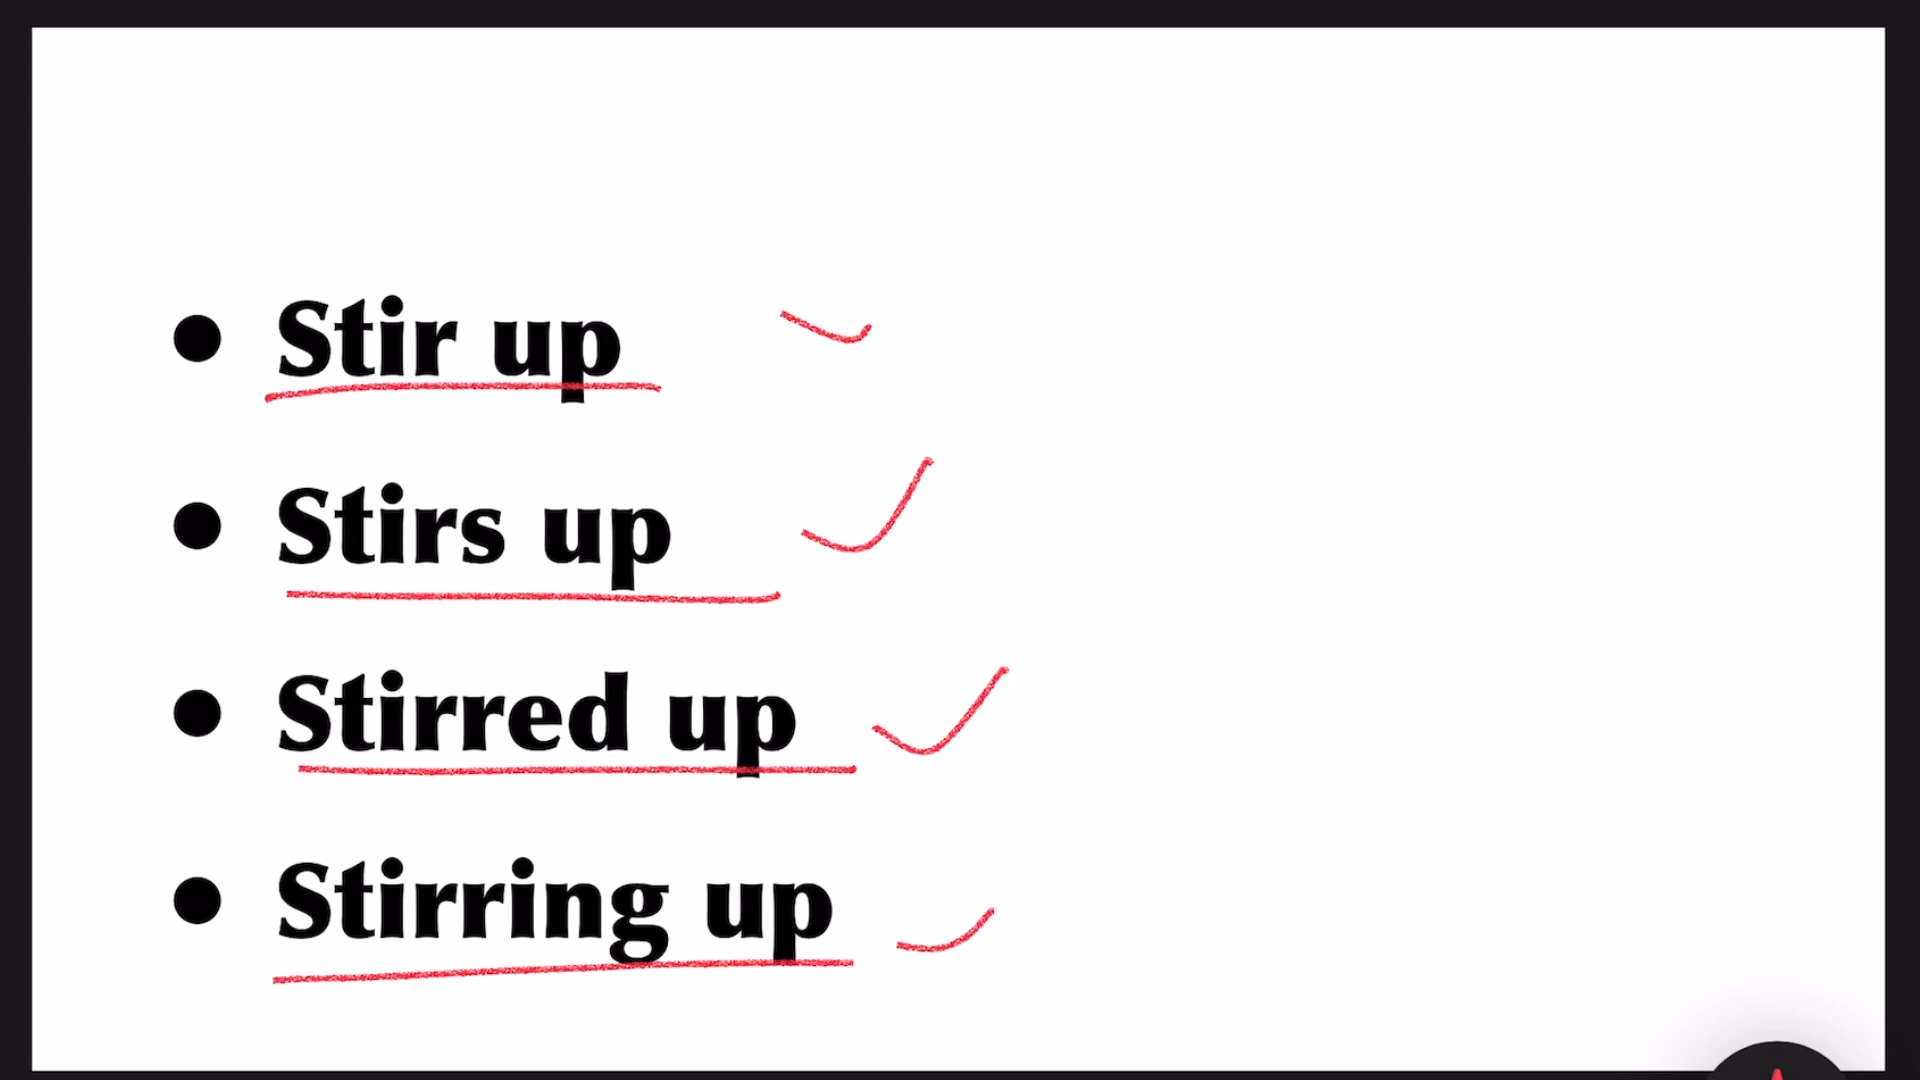 • Stir up
• Stirs up
• Stirred up
• Stirring up